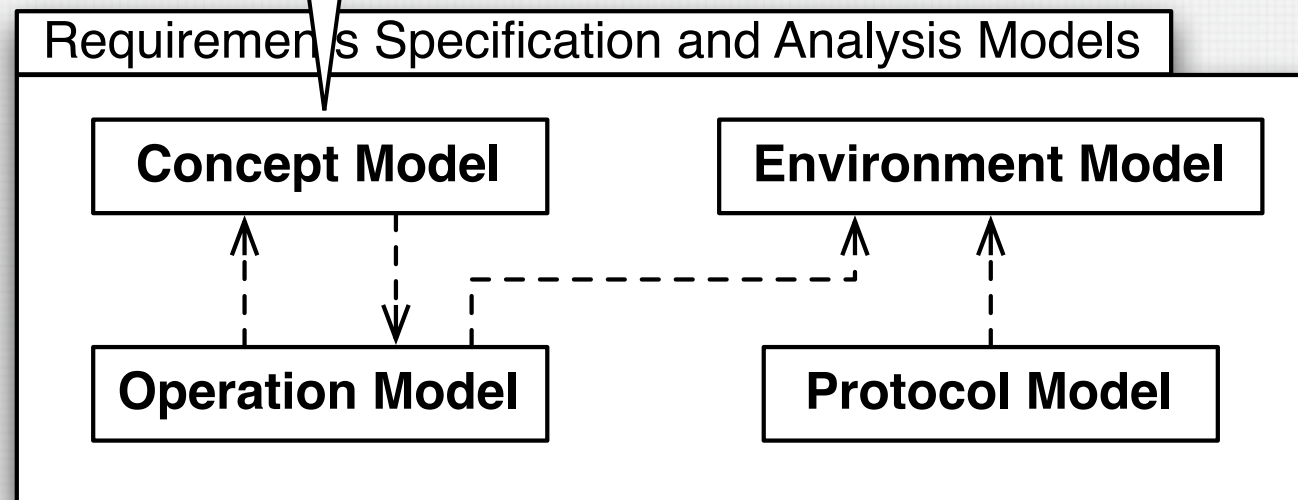 Requirements Specification and Analysis Models
Concept Model
Environment Model
Operation Model
Protocol Model